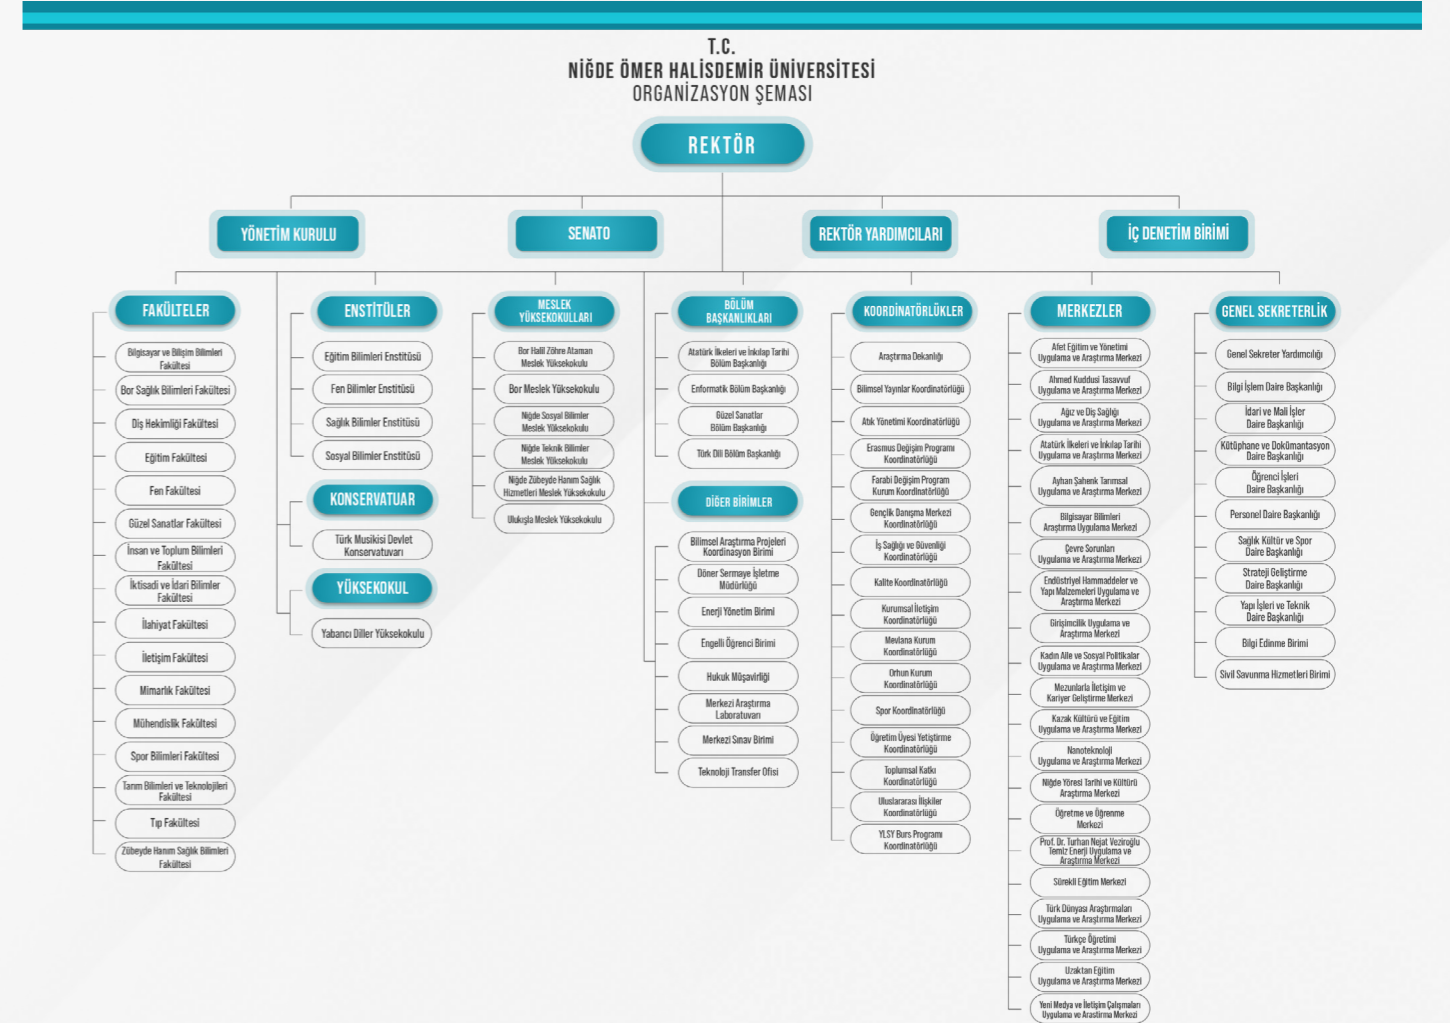 T.C.
NİĞDE ÖMER HALİSDEMİR ÜNİVERSİTESİ
ORGANİZASYON ŞEMASI
REKTÖR
YÖNETİM KURULU
SENATO
REKTÖR YARDIMCILARI
İÇ DENETİM BİRİMİ
FAKÜLTELER
Bilgisayar ve Bilişim Bilimleri
Fakültesi
Bor Sağlık Bilimleri Fakültesi
Diş Hekimliği Fakültesi
Eğitim Fakültesi
Fen Fakültesi
Güzel Sanatlar Fakültesi
İnsan ve Toplum Bilimleri
Fakültesi
İktisadi ve İdari Bilimler
Fakültesi
İlahiyat Fakültesi
İletişim Fakültesi
Mimarlık Fakültesi
Mühendislik Fakültesi
Spor Bilimleri Fakültesi
Tarım Bilimleri ve Teknolojileri
Fakültesi
Tıp Fakültesi
Zübeyde Hanım Sağlık Bilimleri
Fakültesi
ENSTİTÜLER
Eğitim Bilimleri Enstitüsü
Fen Bilimler Enstitüsü
Sağlık Bilimler Enstitüsü
Sosyal Bilimler Enstitüsü
KONSERVATUAR
Türk Musikisi Devlet
Konservatuvarı
YÜKSEKOKUL
Yabancı Diller Yüksekokulu
MESLEK
YÜKSEKOKULLARI
Bor Halil Zöhre Ataman
Meslek Yüksekokulu
Bor Meslek Yüksekokulu
Niğde Sosyal Bilimler
Meslek Yüksekokulu
Niğde Teknik Bilimler
Meslek Yüksekokulu
Niğde Zübeyde Hanım Sağlık
Hizmetleri Meslek Yüksekokulu
Ulukışla Meslek Yüksekokulu
BÖLÜM
BAŞKANLIKLARI
Atatürk İlkeleri ve İnkılap Tarihi
Bölüm Başkanlığı
Enformatik Bölüm Başkanlığı
Güzel Sanatlar
Bölüm Başkanlığı
Türk Dili Bölüm Başkanlığı
DİĞER BİRİMLER
Bilimsel Araştırma Projeleri
Koordinasyon Birimi
Döner Sermaye İşletme
Müdürlüğü
Enerji Yönetim Birimi
Engelli Öğrenci Birimi
Hukuk Müşavirliği
Merkezi Araştırma
Laboratuvarı
Merkezi Sınav Birimi
Teknoloji Transfer Ofisi
KOORDİNATÖRLÜKLER
Araştırma Dekanlığı
Bilimsel Yayınlar Koordinatörlüğü
Atık Yönetimi Koordinatörlüğü
Erasmus Değişim Programı
Koordinatörlüğü
Farabi Değişim Program
Kurum Koordinatörlüğü
Gençlik Danışma Merkezi
Koordinatörlüğü
İş Sağlığı ve Güvenliği
Koordinatörlüğü
Kalite Koordinatörlüğü
Kurumsal İletişim
Koordinatörlüğü
Mevlana Kurum
Koordinatörlüğü
Orhun Kurum
Koordinatörlüğü
Spor Koordinatörlüğü
Öğretim Üyesi Yetiştirme
Koordinatörlüğü
Toplumsal Katkı
Koordinatörlüğü
Uluslararası İlişkiler
Koordinatörlüğü
YLSY Burs Programı
Koordinatörlüğü
MERKEZLER
Afet Eğitim ve Yönetimi
Uygulama ve Araştırma Merkezi
Ahmed Kuddusi Tasavvuf
Uygulama ve Araştırma Merkezi
Ağız ve Diş Sağlığı
Uygulama ve Araştırma Merkezi
Atatürk İlkeleri ve İnkılap Tarihi
Uygulama ve Araştırma Merkezi
Ayhan Şahenk Tarımsal
Uygulama ve Araştırma Merkezi
Bilgisayar Bilimleri
Araştırma Uygulama Merkezi
Çevre Sorunları
Uygulama ve Araştırma Merkezi
Endüstriyel Hammaddeler ve
Yapı Malzemeleri Uygulama ve
Araştırma Merkezi
Girişimcilik Uygulama ve
Araştırma Merkezi
Kadın Aile ve Sosyal Politikalar
Uygulama ve Araştırma Merkezi
Mezunlarla İletişim ve
Kariyer Geliştirme Merkezi
Kazak Kültürü ve Eğitim
Uygulama ve Araştırma Merkezi
Nanoteknoloji
Uygulama ve Araştırma Merkezi
Niğde Yöresi Tarihi ve Kültürü
Araştırma Merkezi
Öğretme ve Öğrenme
Merkezi
Prof. Dr. Turhan Nejat Veziroğlu
Temiz Enerji Uygulama ve
Araştırma Merkezi
Sürekli Eğitim Merkezi
Türk Dünyası Araştırmaları
Uygulama ve Araştırma Merkezi
Türkçe Öğretimi
Uygulama ve Araştırma Merkezi
Uzaktan Eğitim
Uygulama ve Araştırma Merkezi
Yeni Medya ve İletişim Çalışmaları
Uygulama ve Arastirma Merkezi
GENEL SEKRETERLİK
Genel Sekreter Yardımcılığı
Bilgi İşlem Daire Başkanlığı
İdari ve Mali İşler
Daire Başkanlığı
Kütüphane ve Dokümantasyon
Daire Başkanlığı
Öğrenci İşleri
Daire Başkanlığı
Personel Daire Başkanlığı
Sağlık Kültür ve Spor
Daire Başkanlığı
Strateji Geliştirme
Daire Başkanlığı
Yapı İşleri ve Teknik
Daire Başkanlığı
Bilgi Edinme Birimi
Sivil Savunma Hizmetleri Birimi